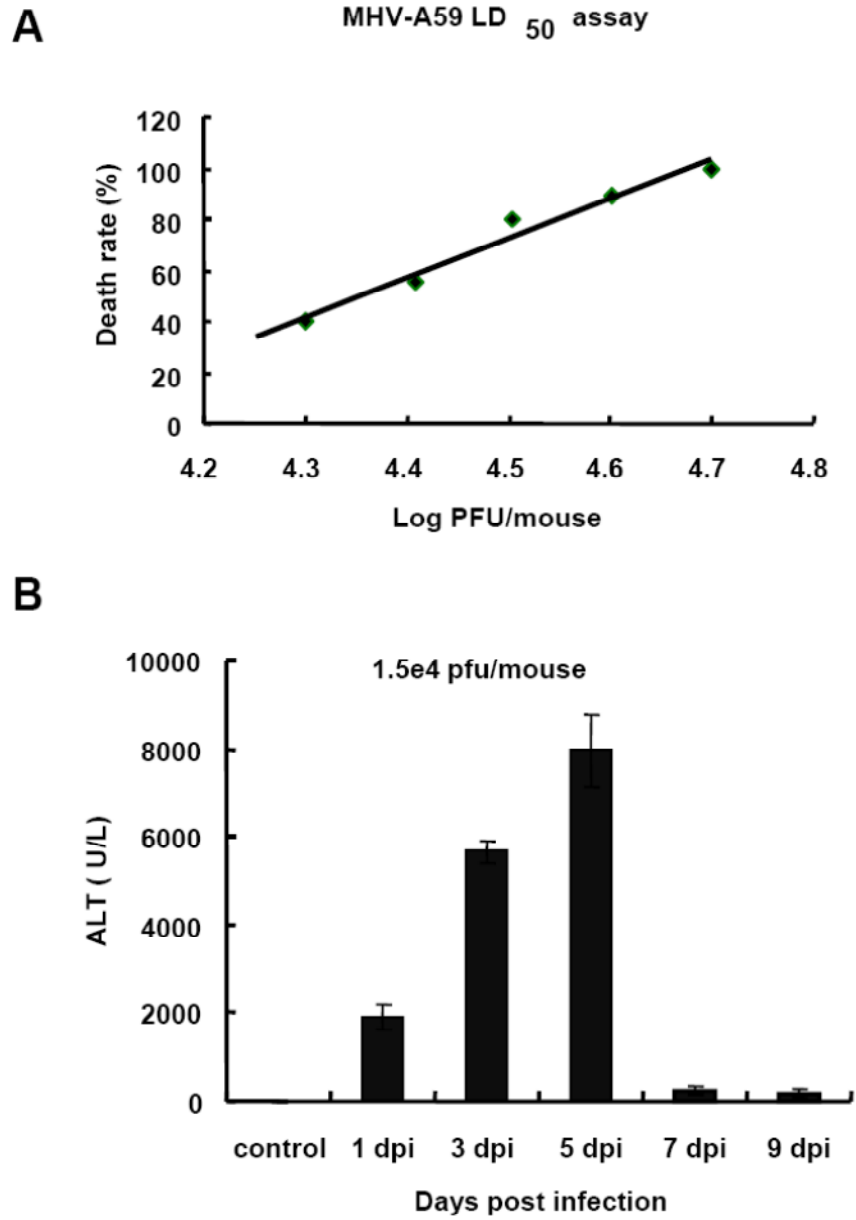 A
MHV-A59 LD 50 assay
120
100
80
60
40
20
0
Death rate (%)
4.2 4.3 4.4 4.5 4.6 4.7 4.8
Log PFU/mouse
B
1.5e4 pfu/mouse
10000
8000
6000
4000
2000
0
ALT ( U/L)
control 1 dpi 3 dpi 5 dpi 7 dpi 9 dpi
Days post infection